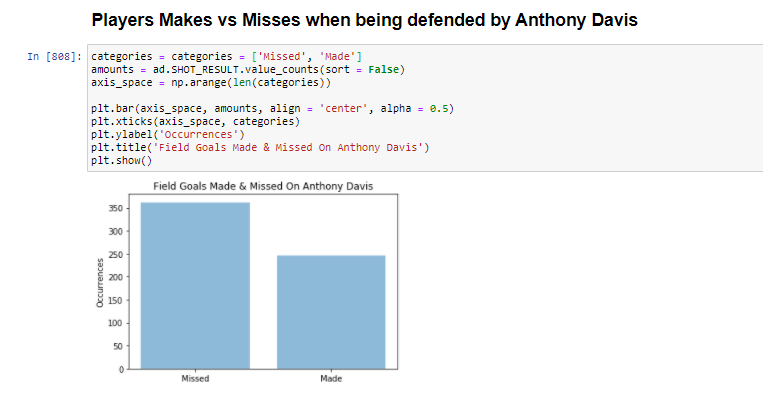 Players Makes vs Misses when being defended by Anthony Davis
In [808]: categories = categories = ['Missed', 'Made']
amounts = ad.SHOT_RESULT.value_counts(sort = False)
axis_space = np.arange(len(categories))
plt.bar(axis_space, amounts, align = 'center', alpha = 0.5)
plt.xticks(axis_space, categories)
plt.ylabel('Occurrences')
plt.title('Field Goals Made & Missed On Anthony Davis')
plt.show()
Field Goals Made & Missed On Anthony Davis
350
300
250
200
150
100
50
0
Occurrences
Missed Made